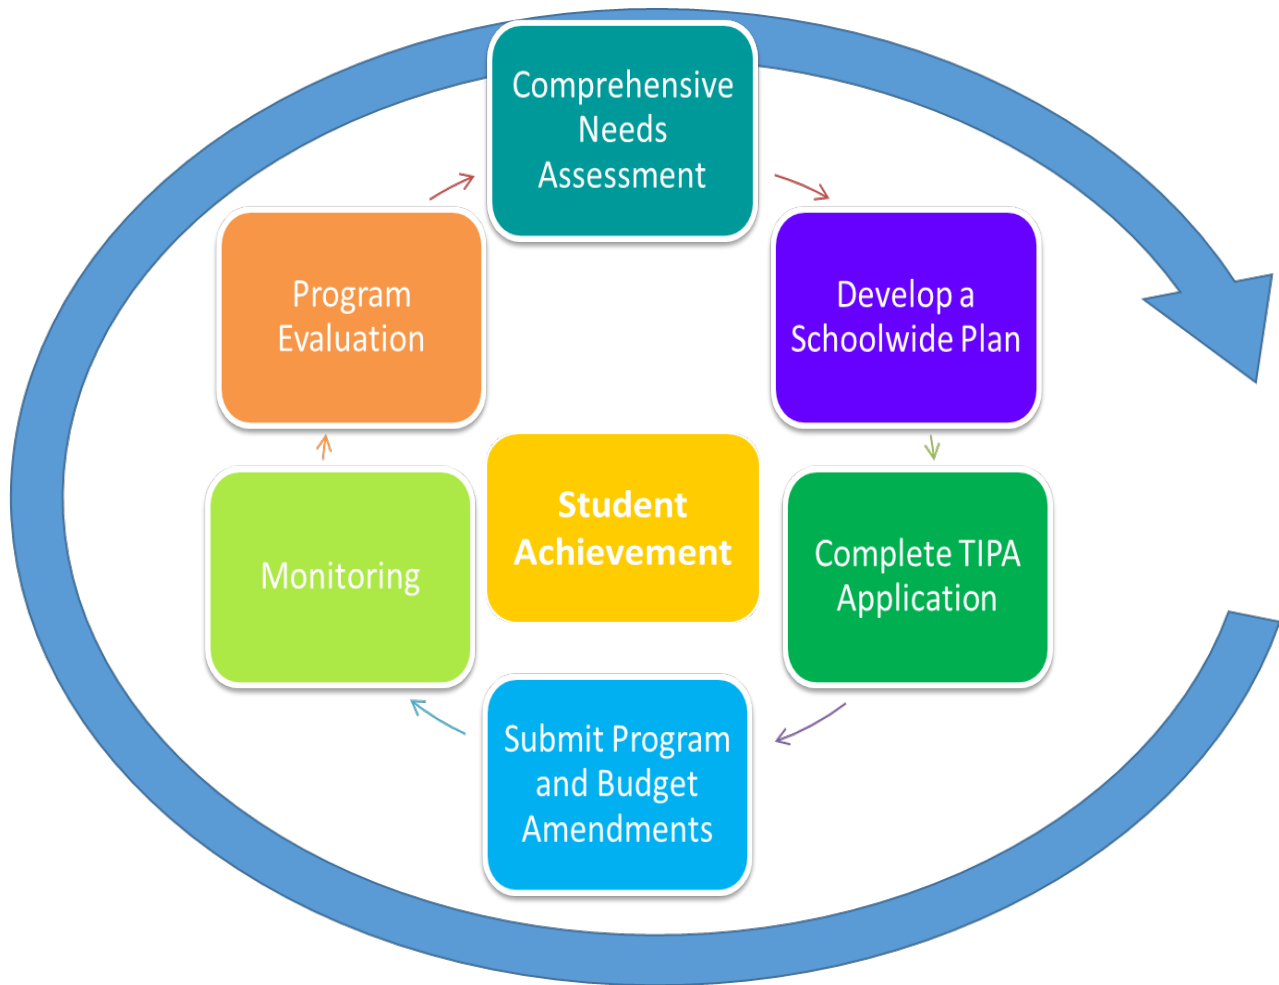 Comprehensive
Needs
Assessment
Develop a
Schoolwide Plan
Complete TIPA
Application
Submit Program
and Budget
Amendments
Monitoring
Program
Evaluation
Student
Achievement